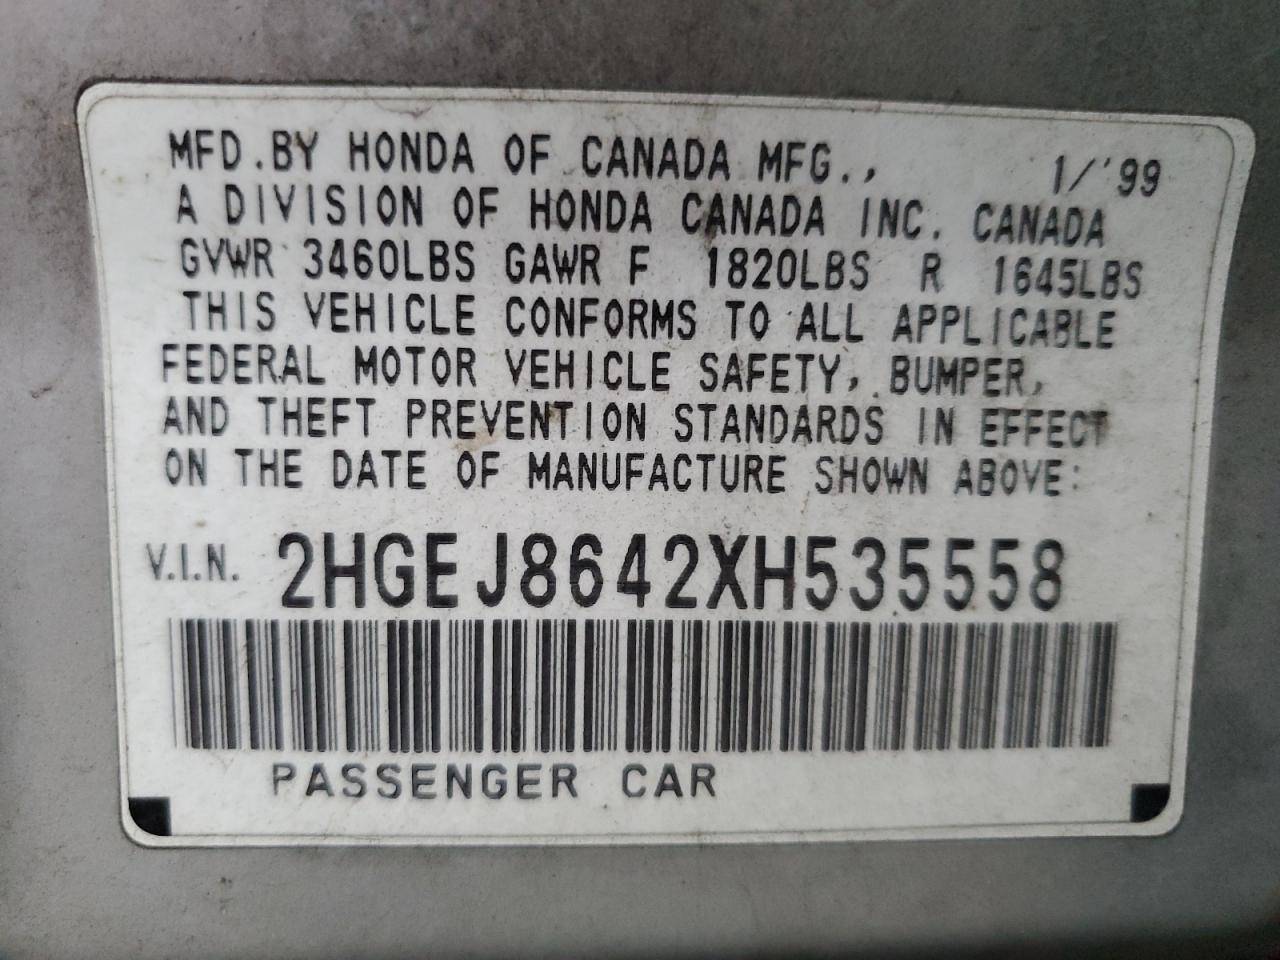 MFD.BY HONDA OF CANADA MFG., 1/'99
A DIVISION OF HONDA CANADA INC. CANADA
GVWR 3460LBS GAWR F 1820LBS R 1645LBS
THIS VEHICLE CONFORMS TO ALL APPLICABLE
FEDERAL MOTOR VEHICLE SAFETY, BUMPER,
AND THEFT PREVENTION STANDARDS IN EFFECT
ON THE DATE OF MANUFACTURE SHOWN ABOVE:
V.I.N. 2HGEJ8642XH535558
PASSENGER CAR